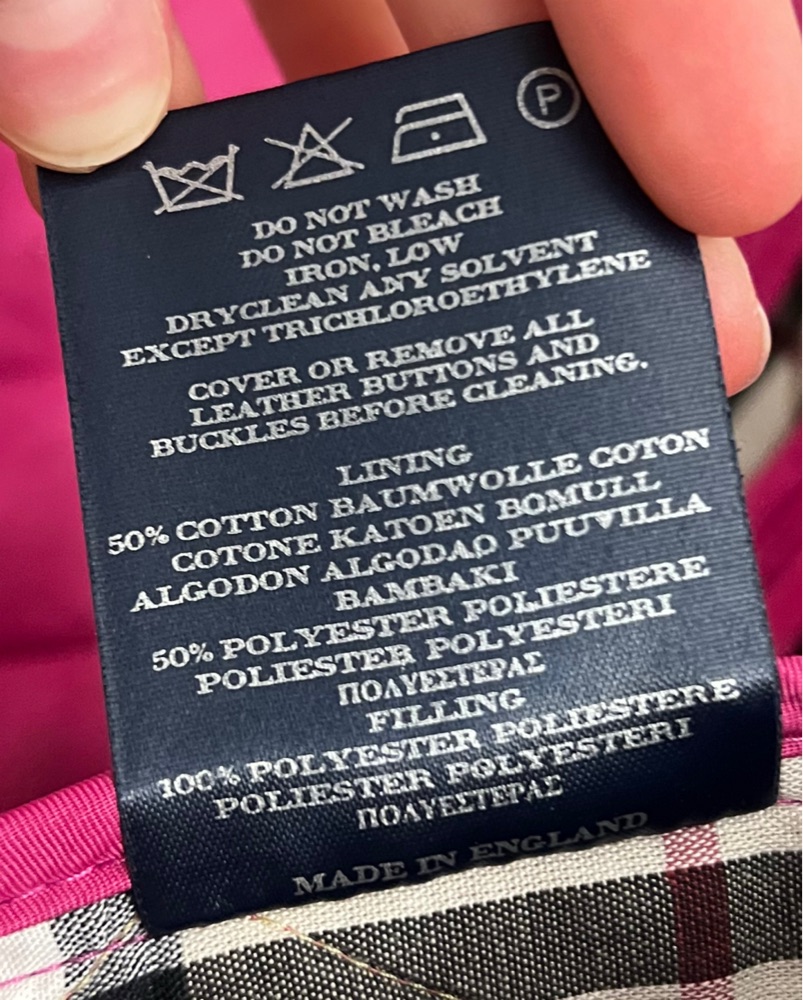 P
DO NOT WASH
DO NOT BLEACH
IRON, LOW
DRYCLEAN ANY SOLVENT
EXCEPT TRICHLOROETHYLENE
COVER OR REMOVE ALL
LEATHER BUTTONS AND
BUCKLES BEFORE CLEANING.
LINING
50% COTTON BAUMWOLLE COTON
COTONE KATOEN BOMULL
ALGODON ALGODAO PUUVILLA
BAMBAKI
50% POLYESTER POLIESTERE
POLIESTER POLYESTERI
ΠΟΛΥΕΣΤΕΡΑΣ
FILLING
100% POLYESTER POLIESTERE
POLIESTER POLYESTERI
ΠΟΛΥΕΣΤΕΡΑΣ
MADE IN ENGLAND